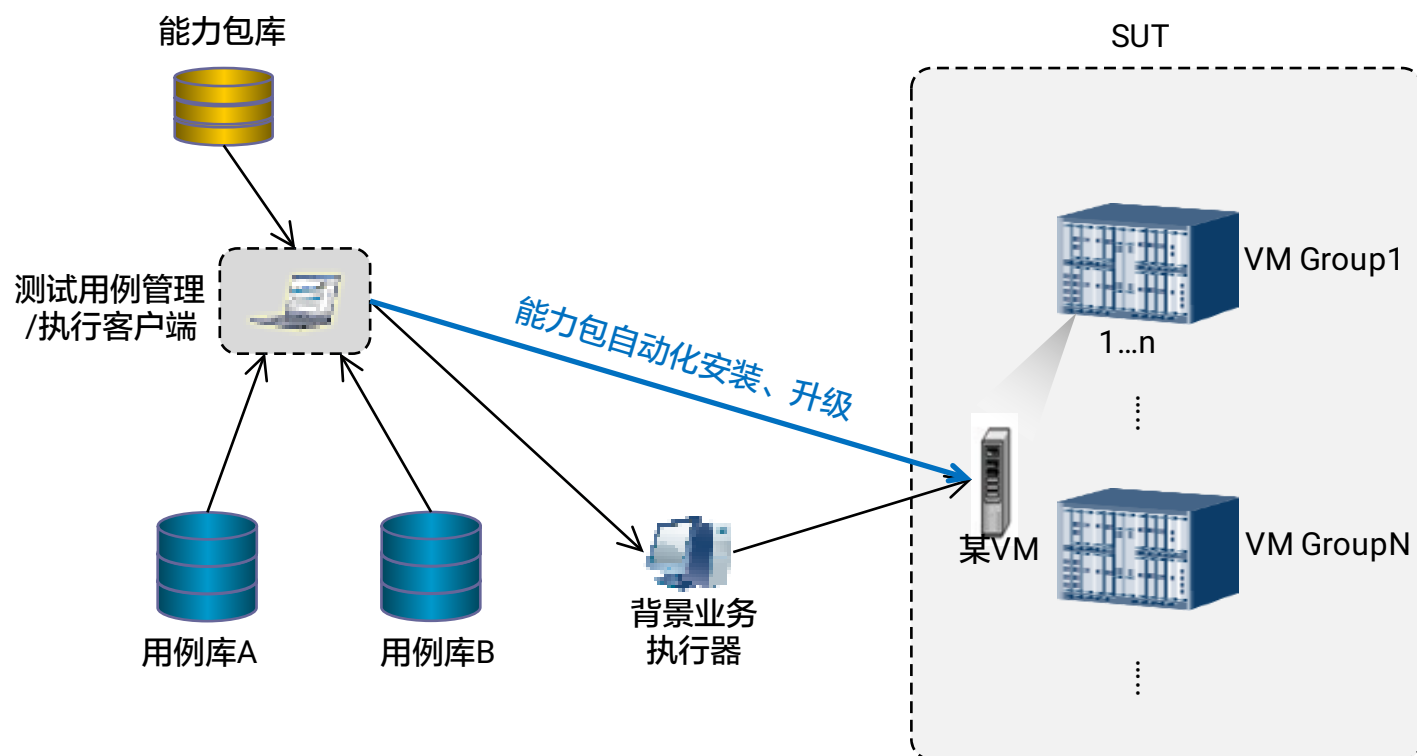 能力包库
SUT
VM Group1
测试用例管理
/执行客户端
能力包自动化安装、升级
1...n
某VM
VM GroupN
背景业务
执行器
用例库A
用例库B